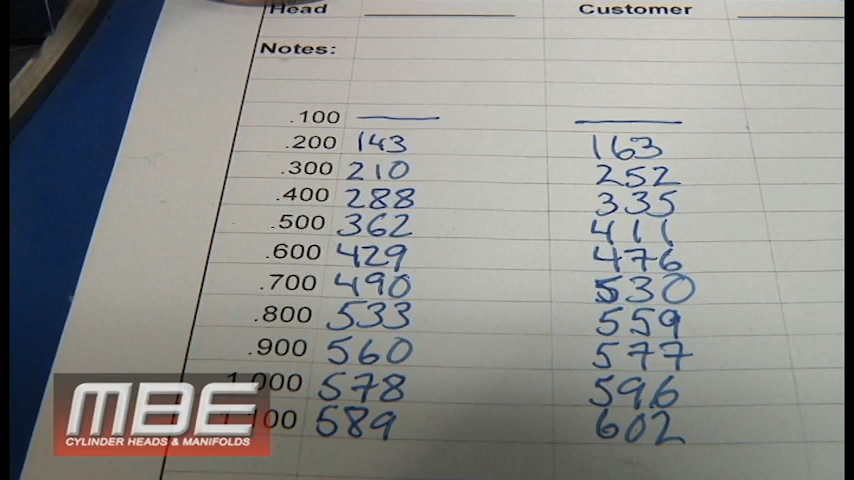 Head Customer
Notes:
.100
.200 143 163
.300 210 252
.400 288 335
.500 362 411
.600 429 476
.700 490 530
.800 533 559
.900 560 577
1.000 578 596
1.100 589 602
MBE
CYLINDER HEADS & MANIFOLDS